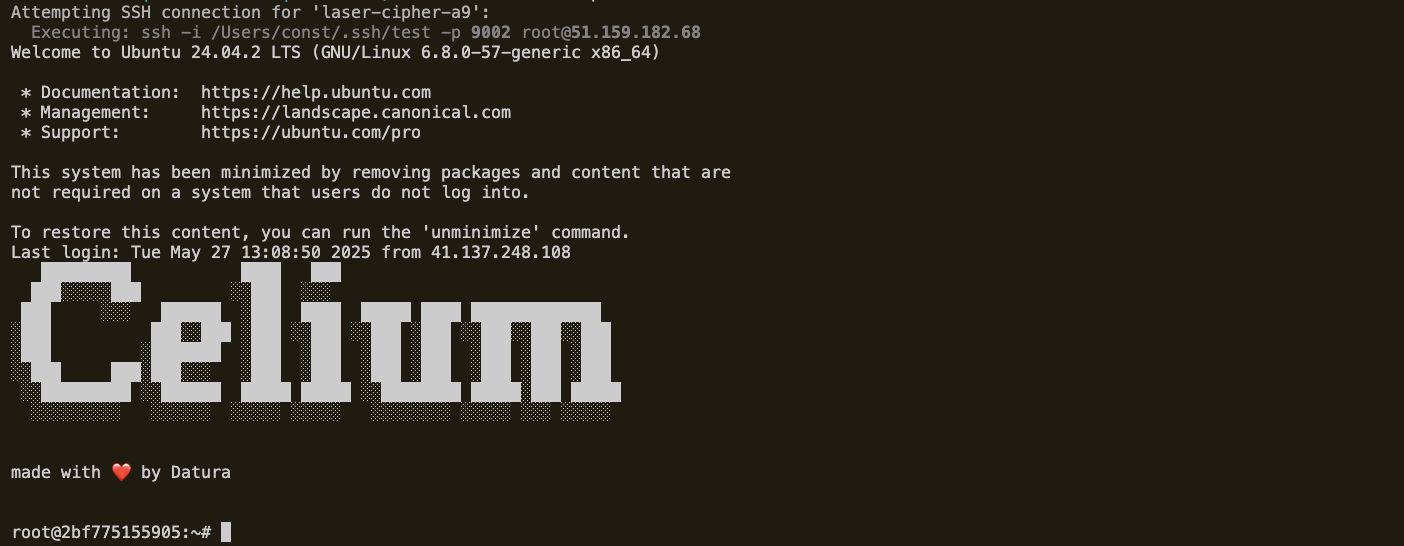 Attempting SSH connection for 'laser-cipher-a9':
  Executing: ssh -i /Users/const/.ssh/test -p 9002 root@51.159.182.68
Welcome to Ubuntu 24.04.2 LTS (GNU/Linux 6.8.0-57-generic x86_64)

 * Documentation:  https://help.ubuntu.com
 * Management:     https://landscape.canonical.com
 * Support:        https://ubuntu.com/pro

This system has been minimized by removing packages and content that are
not required on a system that users do not log into.

To restore this content, you can run the 'unminimize' command.
Last login: Tue May 27 13:08:50 2025 from 41.137.248.108
Celium
made with ❤️ by Datura
root@2bf775155905:~#